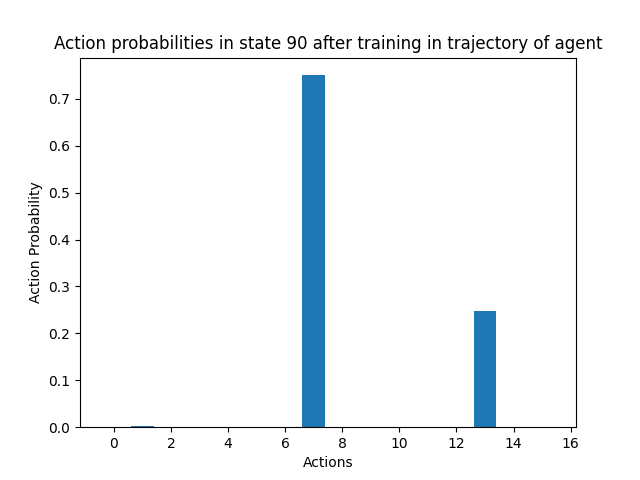 Action probabilities in state 90 after training in trajectory of agent
0.7
0.6
0.5
0.4
0.3
0.2
0.1
0.0
Action Probability
0 2 4 6 8 10 12 14 16
Actions